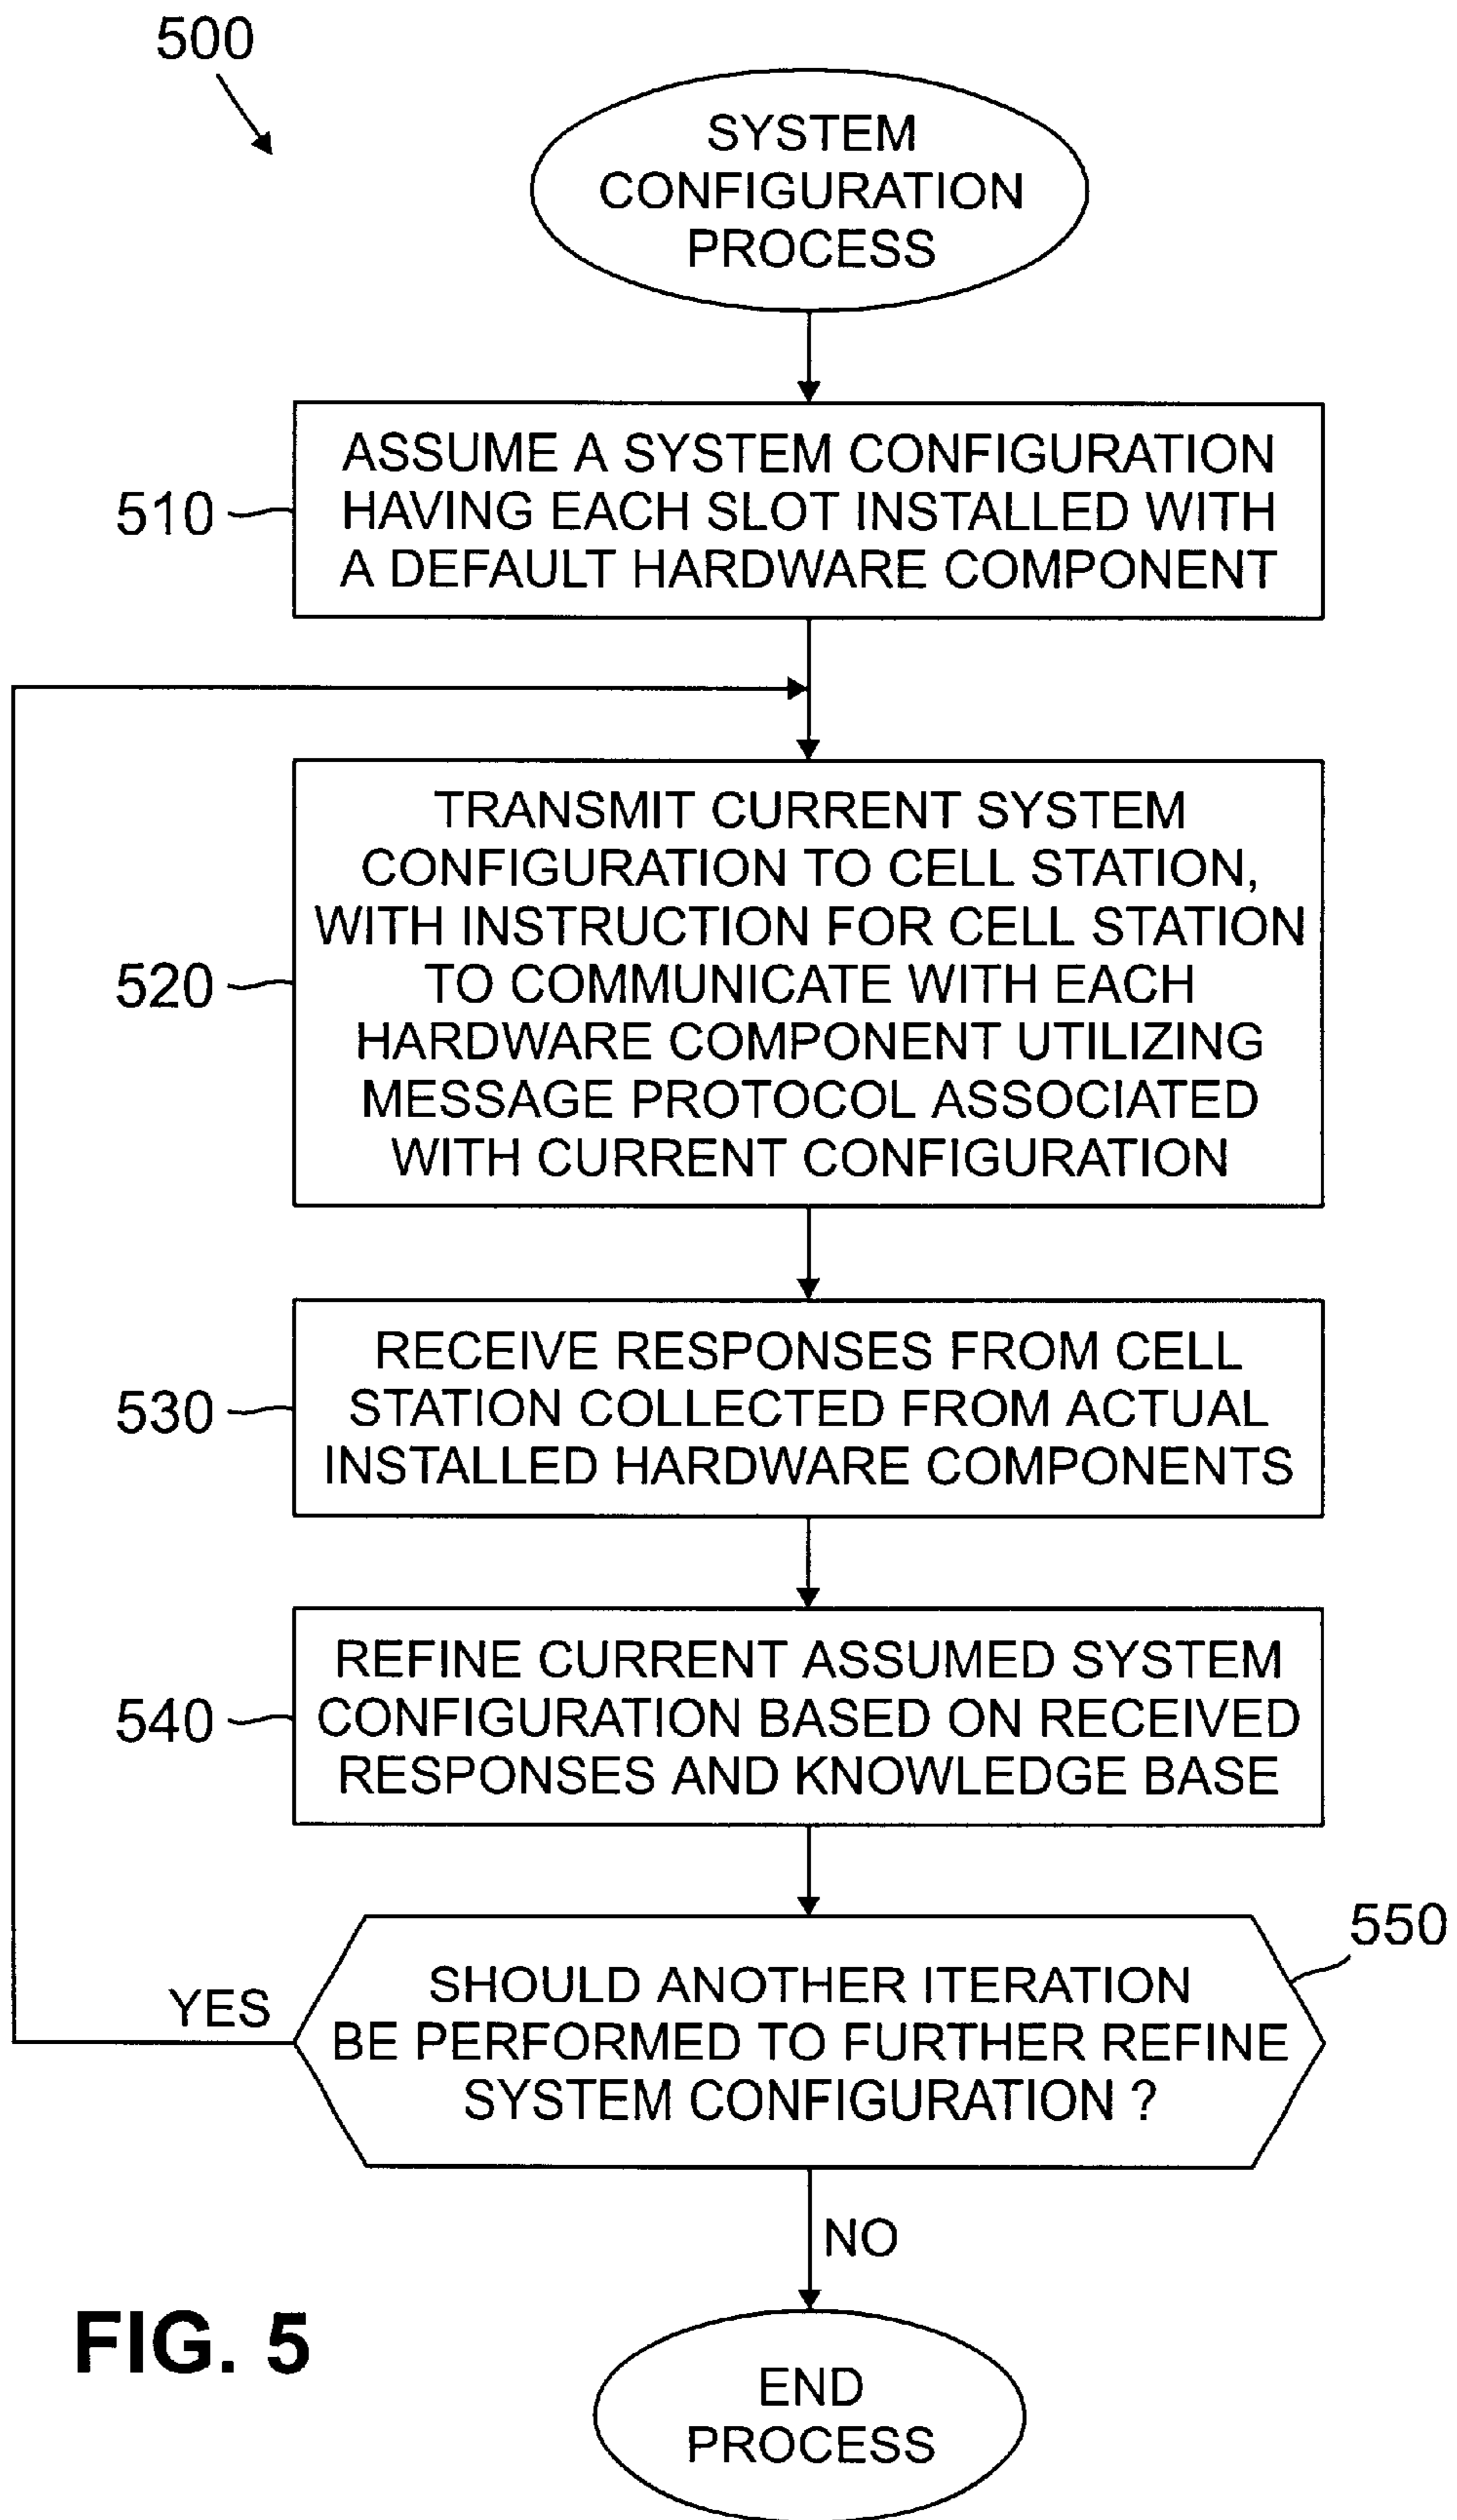 500
SYSTEM
CONFIGURATION
PROCESS
ASSUME A SYSTEM CONFIGURATION
HAVING EACH SLOT INSTALLED WITH
A DEFAULT HARDWARE COMPONENT
510
TRANSMIT CURRENT SYSTEM
CONFIGURATION TO CELL STATION,
WITH INSTRUCTION FOR CELL STATION
TO COMMUNICATE WITH EACH
HARDWARE COMPONENT UTILIZING
MESSAGE PROTOCOL ASSOCIATED
WITH CURRENT CONFIGURATION
520
RECEIVE RESPONSES FROM CELL
STATION COLLECTED FROM ACTUAL
INSTALLED HARDWARE COMPONENTS
530
REFINE CURRENT ASSUMED SYSTEM
CONFIGURATION BASED ON RECEIVED
RESPONSES AND KNOWLEDGE BASE
540
550
SHOULD ANOTHER ITERATION
BE PERFORMED TO FURTHER REFINE
SYSTEM CONFIGURATION ?
YES
NO
FIG. 5
END
PROCESS